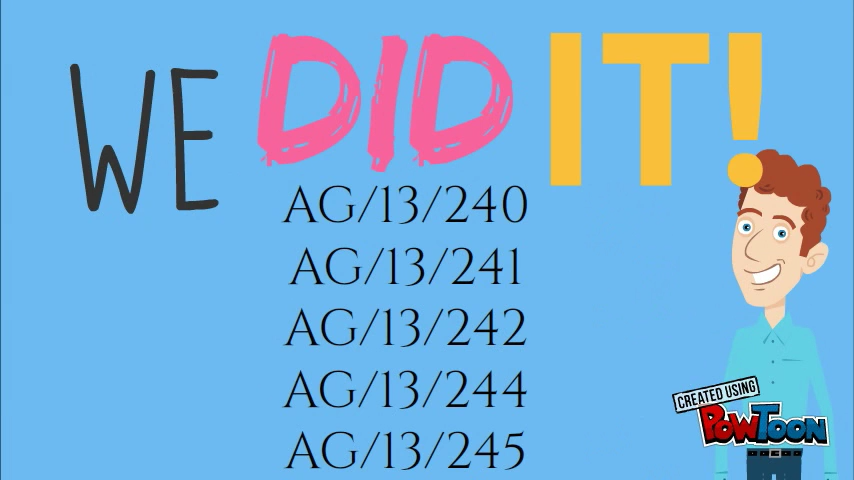 WE DID IT!
AG/13/240
AG/13/241
AG/13/242
AG/13/244
AG/13/245
CREATED USING
POWTOON